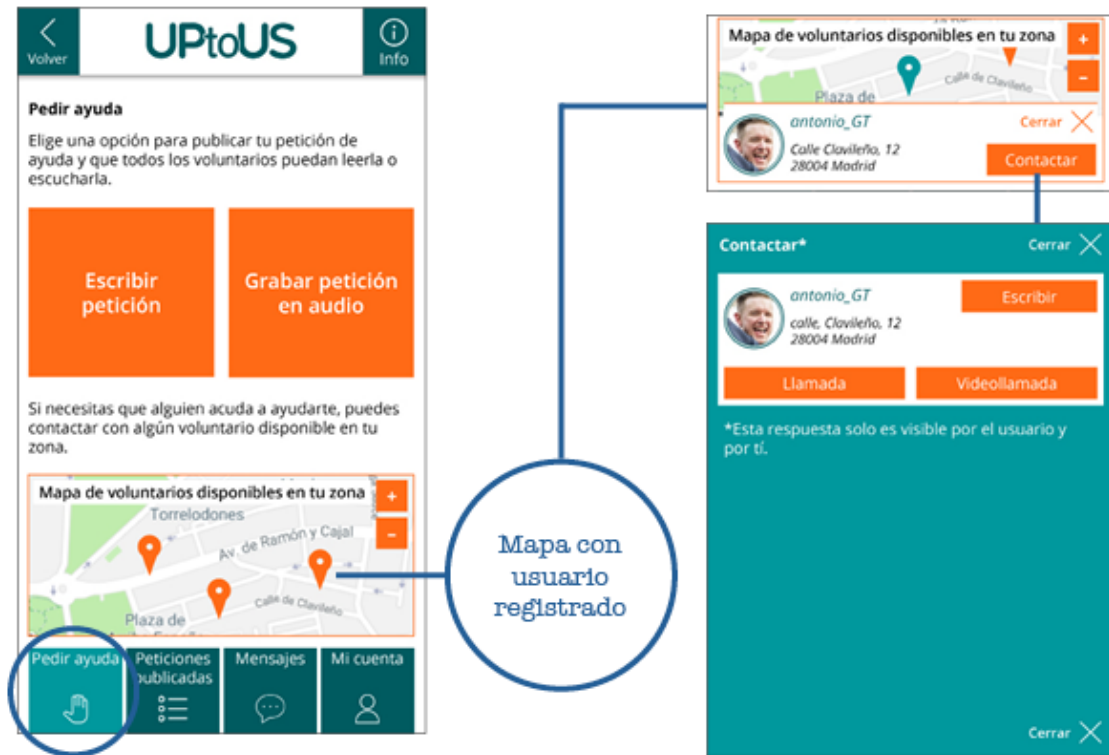 Volver
UPtoUS
Info
Pedir ayuda
Elige una opción para publicar tu petición de
ayuda y que todos los voluntarios puedan leerla o
escucharla.
Escribir
petición
Grabar petición
en audio
Si necesitas que alguien acuda a ayudarte, puedes
contactar con algún voluntario disponible en tu
zona.
Mapa de voluntarios disponibles en tu zona
+
-
Torrelodones
Av. de Ramón y Cajal
Calle de Clavileño
Plaza de
Pedir ayuda
Peticiones
publicadas
Mensajes
Mi cuenta
Mapa con
usuario
registrado
Mapa de voluntarios disponibles en tu zona
+
-
Calle de Clavileño
Plaza de
antonio_GT
Cerrar
Calle Clavileño, 12
28004 Madrid
Contactar
Contactar*
Cerrar
antonio_GT
Escribir
calle, Clavileño, 12
28004 Madrid
Llamada
Videollamada
*Esta respuesta solo es visible por el usuario y
por tí.
Cerrar